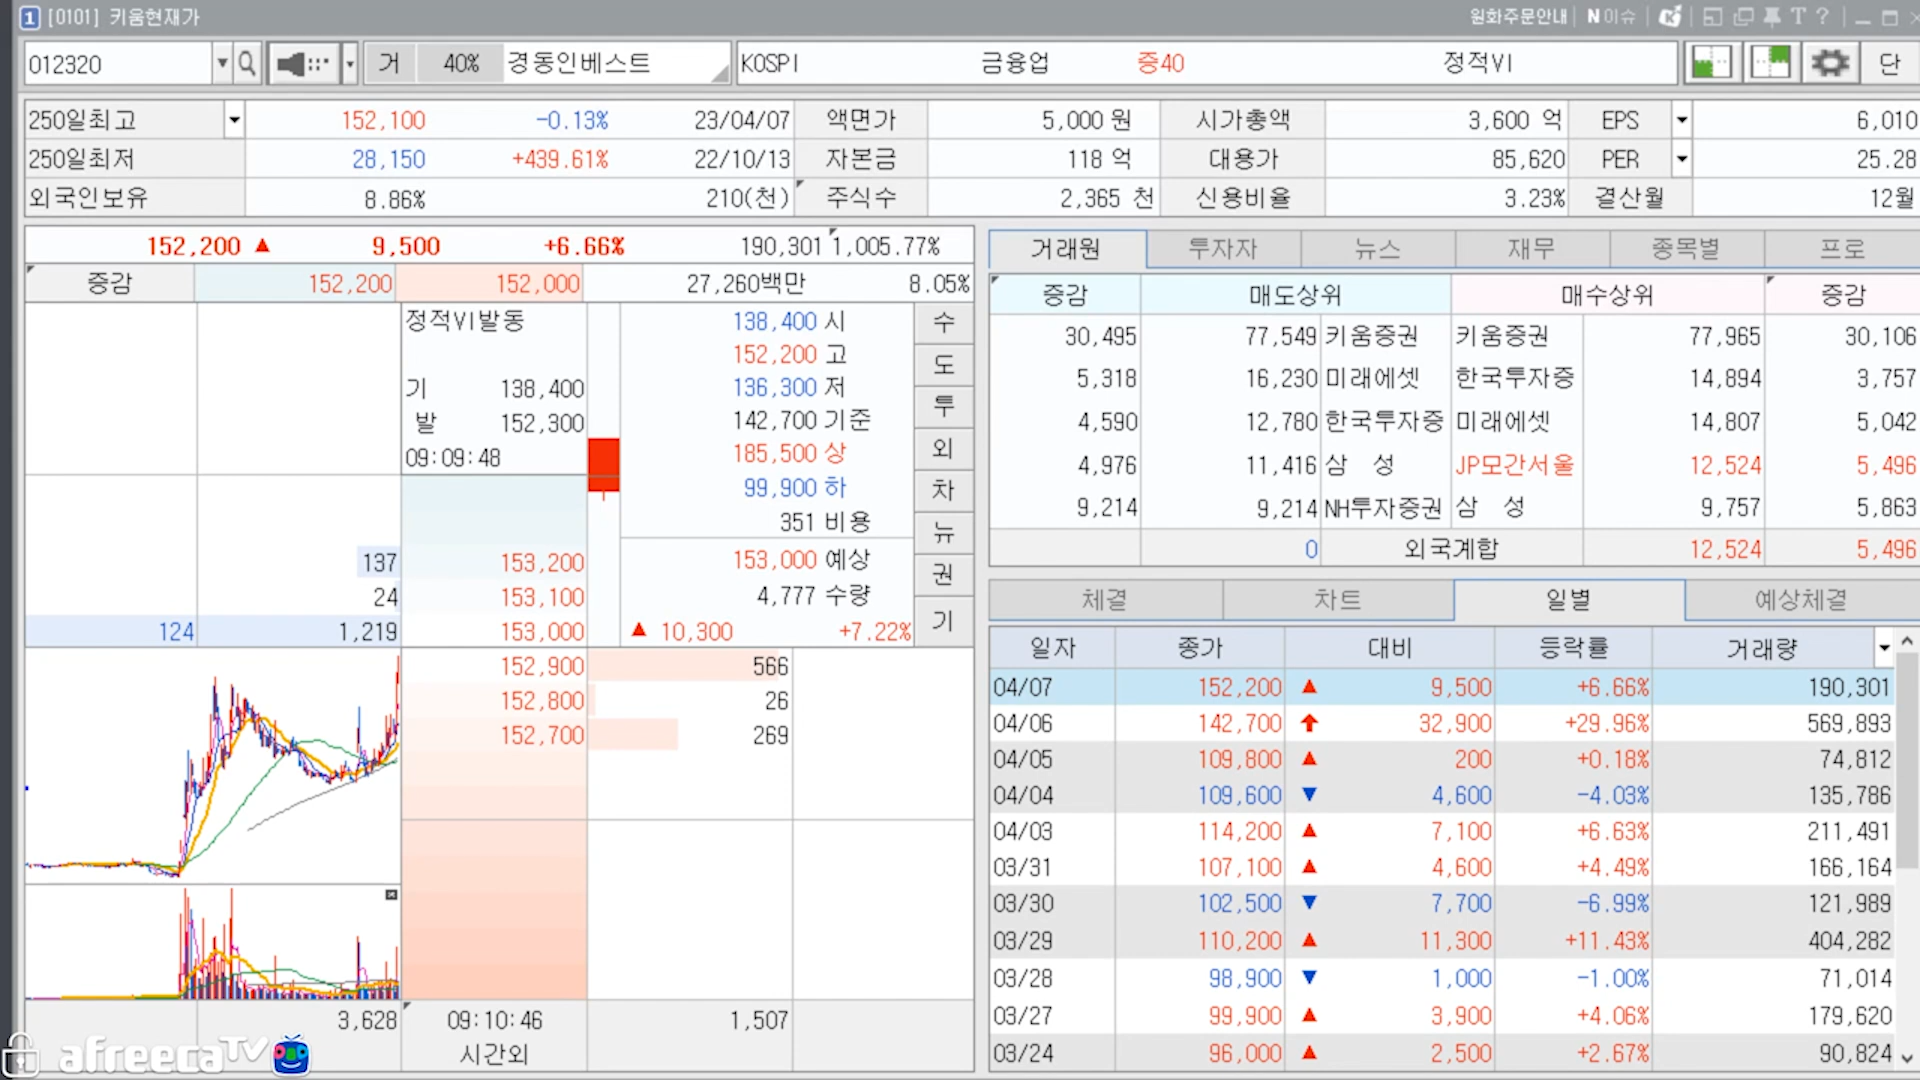 1 [0101] 키움현재가 원화주문안내 N이슈 T ?
012320 거 40% 경동인베스트 KOSPI 금융업 증40 정적VI 단
250일최고 152,100 -0.13% 23/04/07 액면가 5,000 원 시가총액 3,600 억 EPS 6,010
250일최저 28,150 +439.61% 22/10/13 자본금 118 억 대용가 85,620 PER 25.28
외국인보유 8.86% 210(천) 주식수 2,365 천 신용비율 3.23% 결산월 12월
152,200 ▲ 9,500 +6.66% 190,301 1,005.77%
증감 152,200 152,000 27,260백만 8.05%
정적VI발동
기 138,400
발 152,300
09:09:48
138,400 시
152,200 고
136,300 저
142,700 기준
185,500 상
99,900 하
351 비용
153,000 예상
4,777 수량
▲ 10,300 +7.22%
수
도
투
외
차
뉴
권
기
137 153,200
24 153,100
124 1,219 153,000
152,900 566
152,800 26
152,700 269
3,628 09:10:46 1,507
시간외
afreecaTV
거래원 투자자 뉴스 재무 종목별 프로
증감 매도상위 매수상위 증감
30,495 77,549 키움증권 키움증권 77,965 30,106
5,318 16,230 미래에셋 한국투자증 14,894 3,757
4,590 12,780 한국투자증 미래에셋 14,807 5,042
4,976 11,416 삼 성 JP모간서울 12,524 5,496
9,214 9,214 NH투자증권 삼 성 9,757 5,863
0 외국계합 12,524 5,496
체결 차트 일별 예상체결
일자 종가 대비 등락률 거래량
04/07 152,200 ▲ 9,500 +6.66% 190,301
04/06 142,700 ↑ 32,900 +29.96% 569,893
04/05 109,800 ▲ 200 +0.18% 74,812
04/04 109,600 ▼ 4,600 -4.03% 135,786
04/03 114,200 ▲ 7,100 +6.63% 211,491
03/31 107,100 ▲ 4,600 +4.49% 166,164
03/30 102,500 ▼ 7,700 -6.99% 121,989
03/29 110,200 ▲ 11,300 +11.43% 404,282
03/28 98,900 ▼ 1,000 -1.00% 71,014
03/27 99,900 ▲ 3,900 +4.06% 179,620
03/24 96,000 ▲ 2,500 +2.67% 90,824